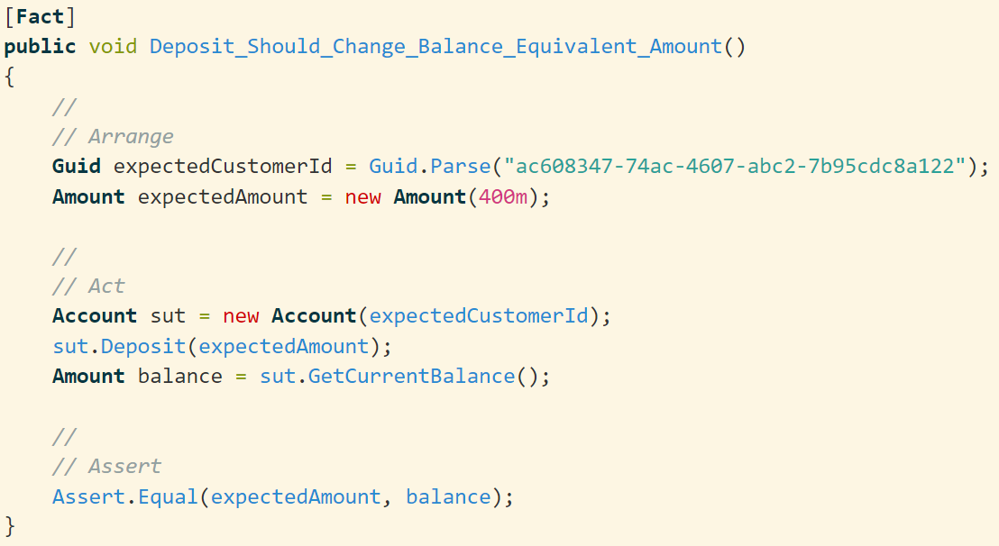 [Fact]
public void Deposit_Should_Change_Balance_Equivalent_Amount()
{
    //
    // Arrange
    Guid expectedCustomerId = Guid.Parse("ac608347-74ac-4607-abc2-7b95cdc8a122");
    Amount expectedAmount = new Amount(400m);

    //
    // Act
    Account sut = new Account(expectedCustomerId);
    sut.Deposit(expectedAmount);
    Amount balance = sut.GetCurrentBalance();

    //
    // Assert
    Assert.Equal(expectedAmount, balance);
}